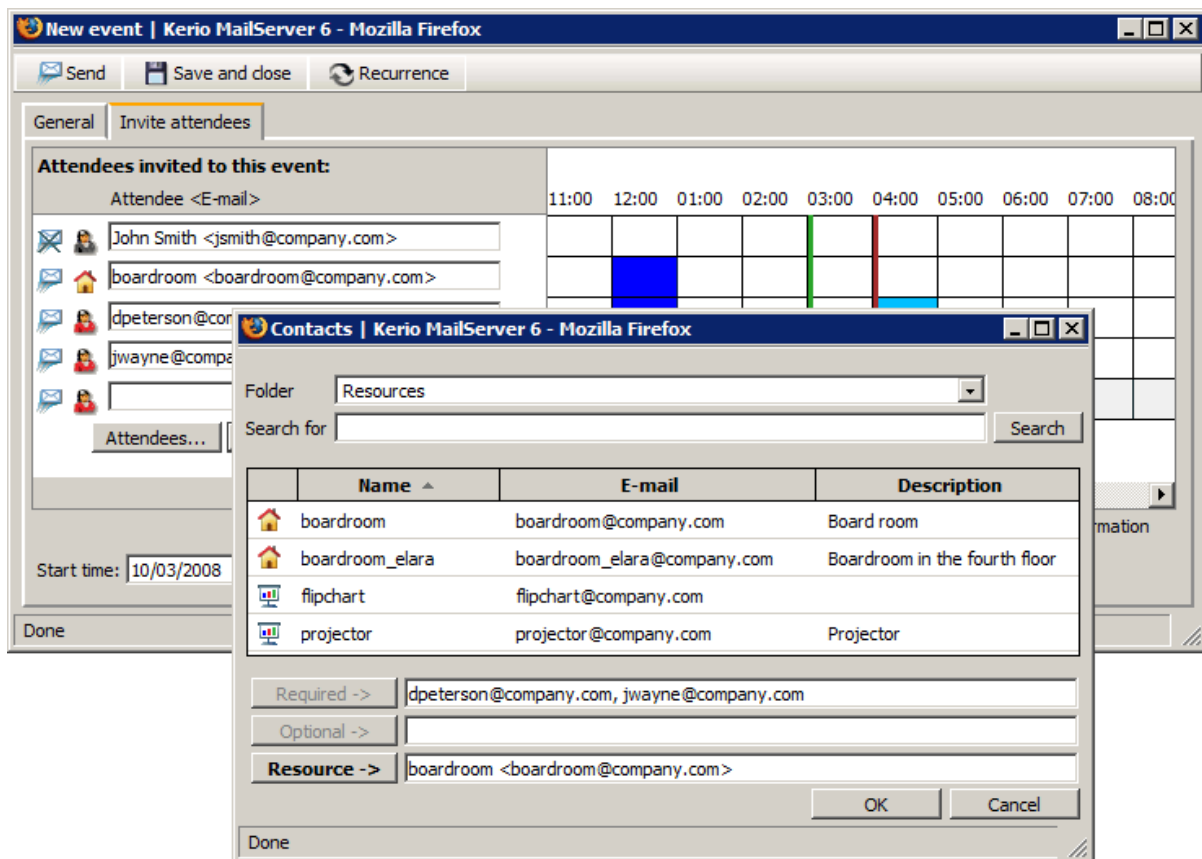 New event | Kerio MailServer 6 - Mozilla Firefox
Send Save and close Recurrence
General Invite attendees
Attendees invited to this event:
Attendee <E-mail>
11:00 12:00 01:00 02:00 03:00 04:00 05:00 06:00 07:00 08:00
John Smith <jsmith@company.com>
boardroom <boardroom@company.com>
dpeterson@com
jwayne@compa
Attendees...
rmation
Start time: 10/03/2008
Done
Contacts | Kerio MailServer 6 - Mozilla Firefox
Folder Resources
Search for Search
Name E-mail Description
boardroom boardroom@company.com Board room
boardroom_elara boardroom_elara@company.com Boardroom in the fourth floor
flipchart flipchart@company.com
projector projector@company.com Projector
Required -> dpeterson@company.com, jwayne@company.com
Optional ->
Resource -> boardroom <boardroom@company.com>
OK Cancel
Done